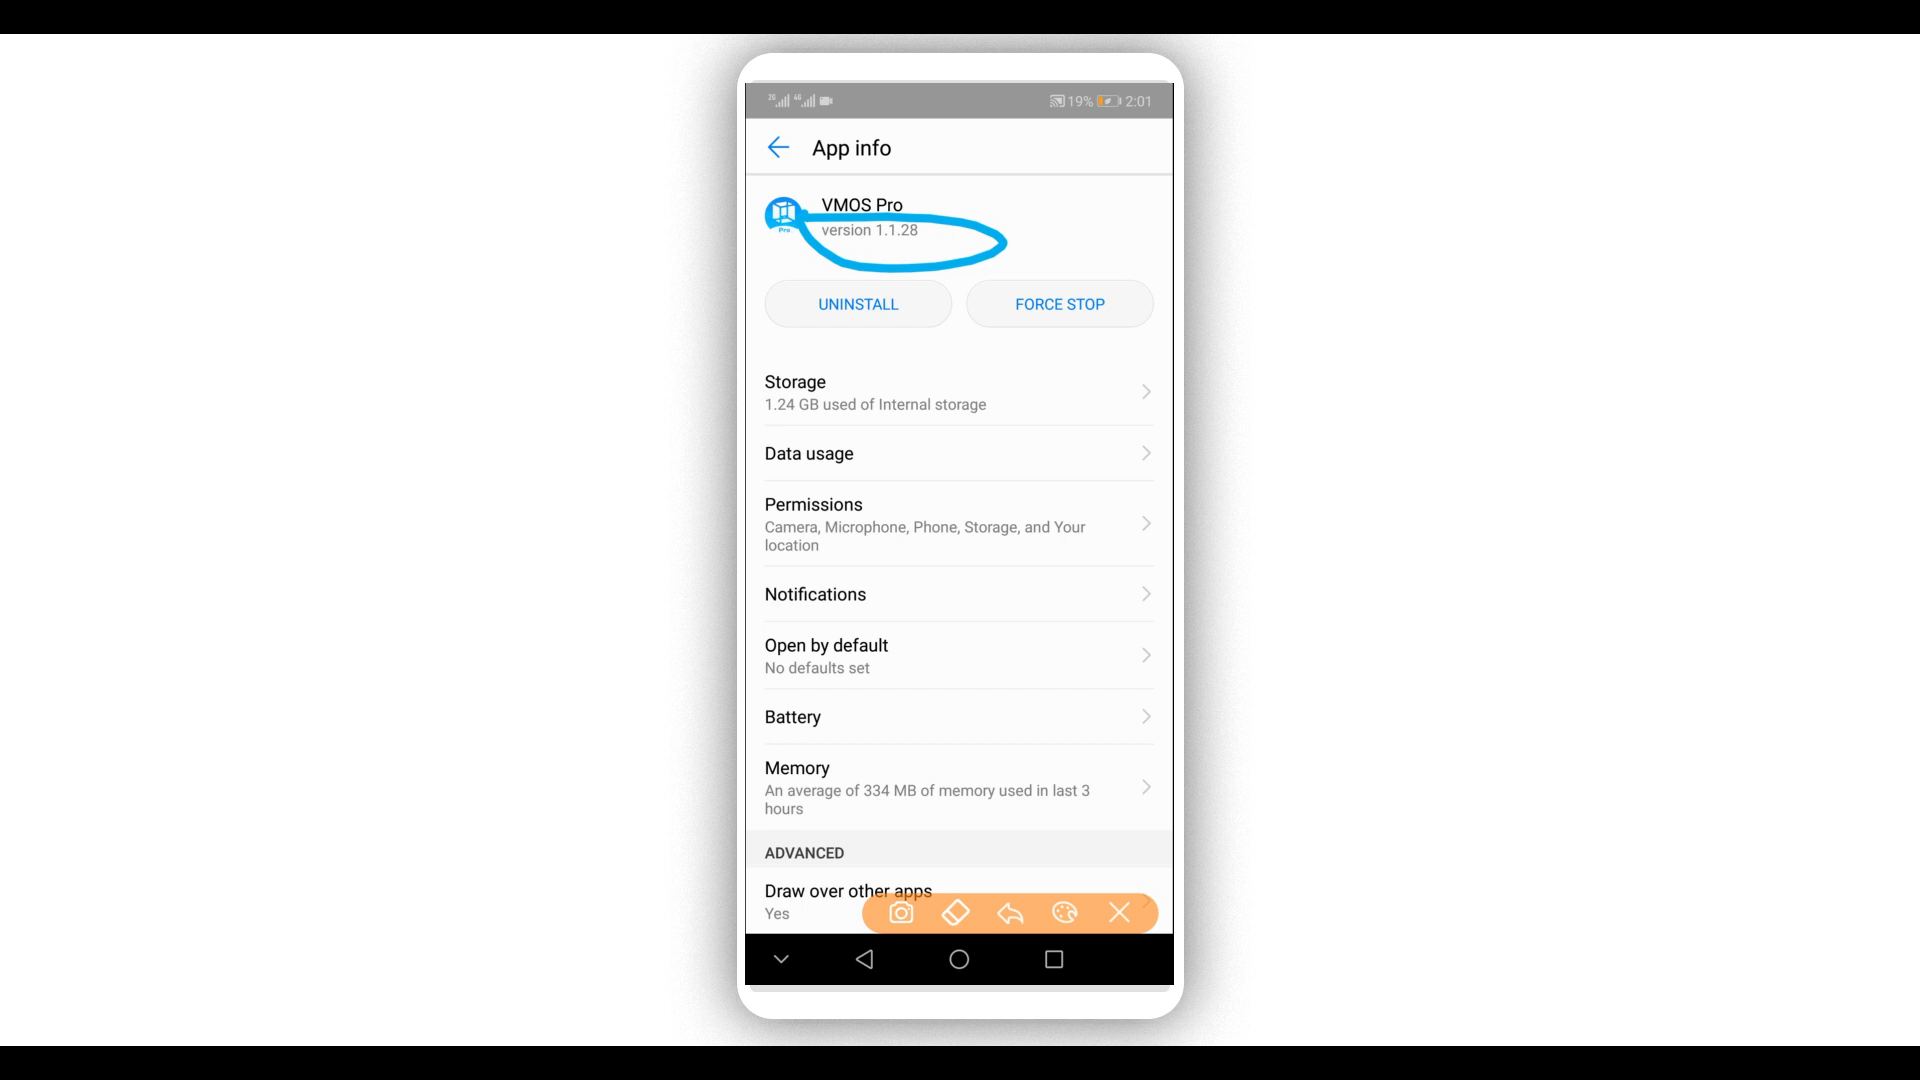 2G 4G 19% 2:01
App info
VMOS Pro
Pro
version 1.1.28
UNINSTALL FORCE STOP
Storage
1.24 GB used of Internal storage
Data usage
Permissions
Camera, Microphone, Phone, Storage, and Your
location
Notifications
Open by default
No defaults set
Battery
Memory
An average of 334 MB of memory used in last 3
hours
ADVANCED
Draw over other apps
Yes